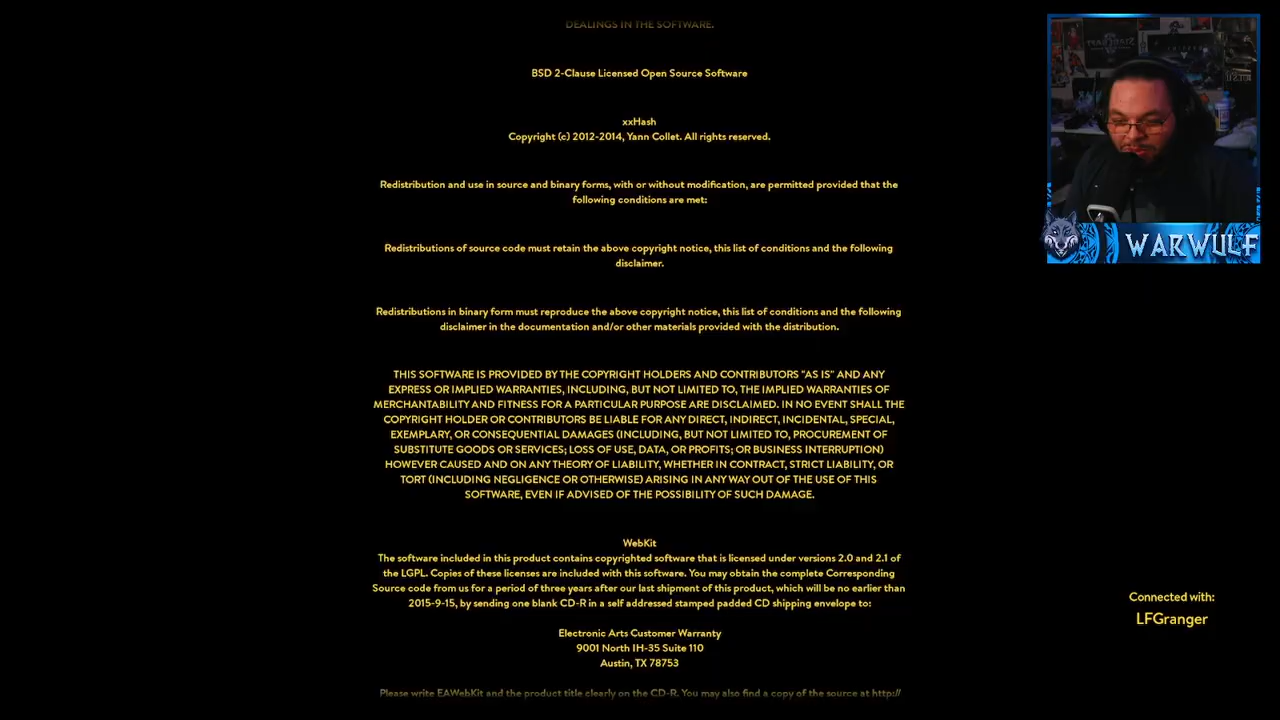 DEALINGS IN THE SOFTWARE.
BSD 2-Clause Licensed Open Source Software
xxHash
Copyright (c) 2012-2014, Yann Collet. All rights reserved.
Redistribution and use in source and binary forms, with or without modification, are permitted provided that the
following conditions are met:
Redistributions of source code must retain the above copyright notice, this list of conditions and the following
disclaimer.
Redistributions in binary form must reproduce the above copyright notice, this list of conditions and the following
disclaimer in the documentation and/or other materials provided with the distribution.
THIS SOFTWARE IS PROVIDED BY THE COPYRIGHT HOLDERS AND CONTRIBUTORS "AS IS" AND ANY
EXPRESS OR IMPLIED WARRANTIES, INCLUDING, BUT NOT LIMITED TO, THE IMPLIED WARRANTIES OF
MERCHANTABILITY AND FITNESS FOR A PARTICULAR PURPOSE ARE DISCLAIMED. IN NO EVENT SHALL THE
COPYRIGHT HOLDER OR CONTRIBUTORS BE LIABLE FOR ANY DIRECT, INDIRECT, INCIDENTAL, SPECIAL,
EXEMPLARY, OR CONSEQUENTIAL DAMAGES (INCLUDING, BUT NOT LIMITED TO, PROCUREMENT OF
SUBSTITUTE GOODS OR SERVICES; LOSS OF USE, DATA, OR PROFITS; OR BUSINESS INTERRUPTION)
HOWEVER CAUSED AND ON ANY THEORY OF LIABILITY, WHETHER IN CONTRACT, STRICT LIABILITY, OR
TORT (INCLUDING NEGLIGENCE OR OTHERWISE) ARISING IN ANY WAY OUT OF THE USE OF THIS
SOFTWARE, EVEN IF ADVISED OF THE POSSIBILITY OF SUCH DAMAGE.
WebKit
The software included in this product contains copyrighted software that is licensed under versions 2.0 and 2.1 of
the LGPL. Copies of these licenses are included with this software. You may obtain the complete Corresponding
Source code from us for a period of three years after our last shipment of this product, which will be no earlier than
2015-9-15, by sending one blank CD-R in a self addressed stamped padded CD shipping envelope to:
Electronic Arts Customer Warranty
9001 North IH-35 Suite 110
Austin, TX 78753
Please write EAWebKit and the product title clearly on the CD-R. You may also find a copy of the source at http://
WARWULF
Connected with:
LFGranger